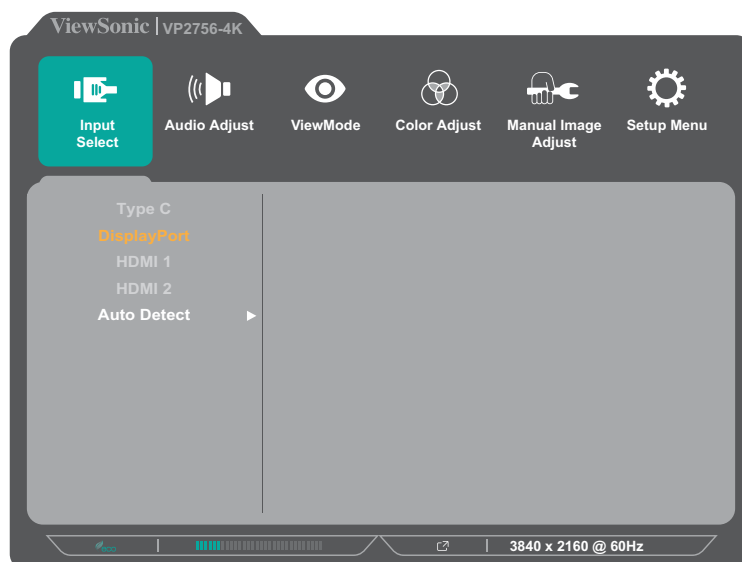 ViewSonic | VP2756-4K
Input
Select
Audio Adjust
ViewMode
Color Adjust
Manual Image
Adjust
Setup Menu
Type C
DisplayPort
HDMI 1
HDMI 2
Auto Detect
eco
3840 x 2160 @ 60Hz